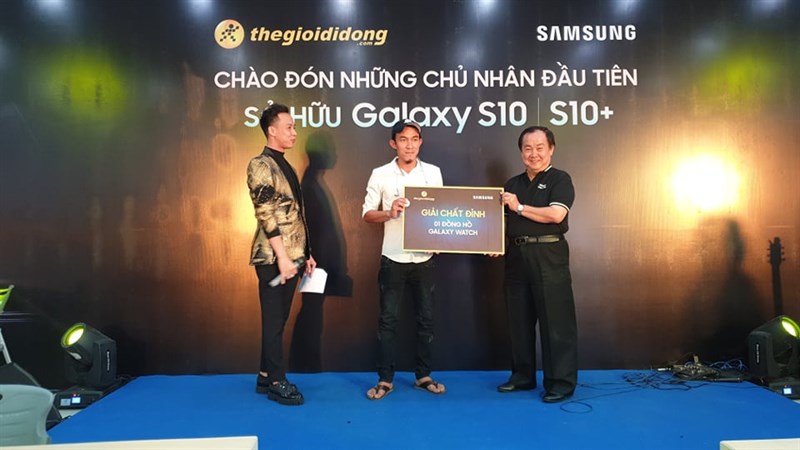 thegioididong
.com
SAMSUNG
CHÀO ĐÓN NHỮNG CHỦ NHÂN ĐẦU TIÊN
SỞ HỮU Galaxy S10 | S10+
thegioididong
SAMSUNG
GIẢI CHẤT ĐỈNH
01 ĐỒNG HỒ
GALAXY WATCH